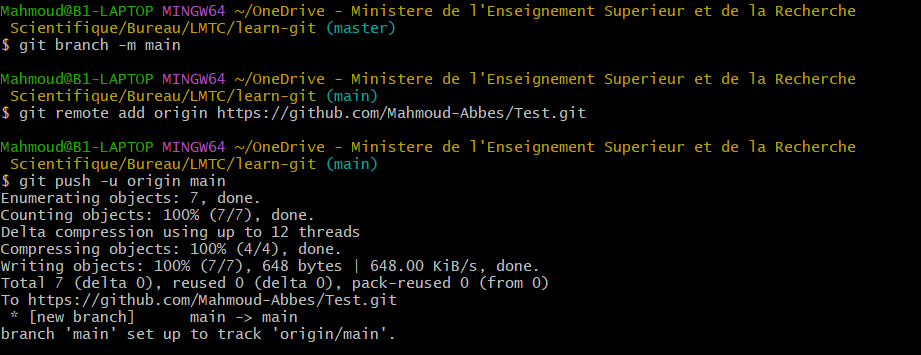 Mahmoud@B1-LAPTOP MINGW64 ~/OneDrive - Ministere de l'Enseignement Superieur et de la Recherche
Scientifique/Bureau/LMTC/learn-git (master)
$ git branch -m main
Mahmoud@B1-LAPTOP MINGW64 ~/OneDrive - Ministere de l'Enseignement Superieur et de la Recherche
Scientifique/Bureau/LMTC/learn-git (main)
$ git remote add origin https://github.com/Mahmoud-Abbes/Test.git
Mahmoud@B1-LAPTOP MINGW64 ~/OneDrive - Ministere de l'Enseignement Superieur et de la Recherche
Scientifique/Bureau/LMTC/learn-git (main)
$ git push -u origin main
Enumerating objects: 7, done.
Counting objects: 100% (7/7), done.
Delta compression using up to 12 threads
Compressing objects: 100% (4/4), done.
Writing objects: 100% (7/7), 648 bytes | 648.00 KiB/s, done.
Total 7 (delta 0), reused 0 (delta 0), pack-reused 0 (from 0)
To https://github.com/Mahmoud-Abbes/Test.git
 * [new branch]      main -> main
branch 'main' set up to track 'origin/main'.